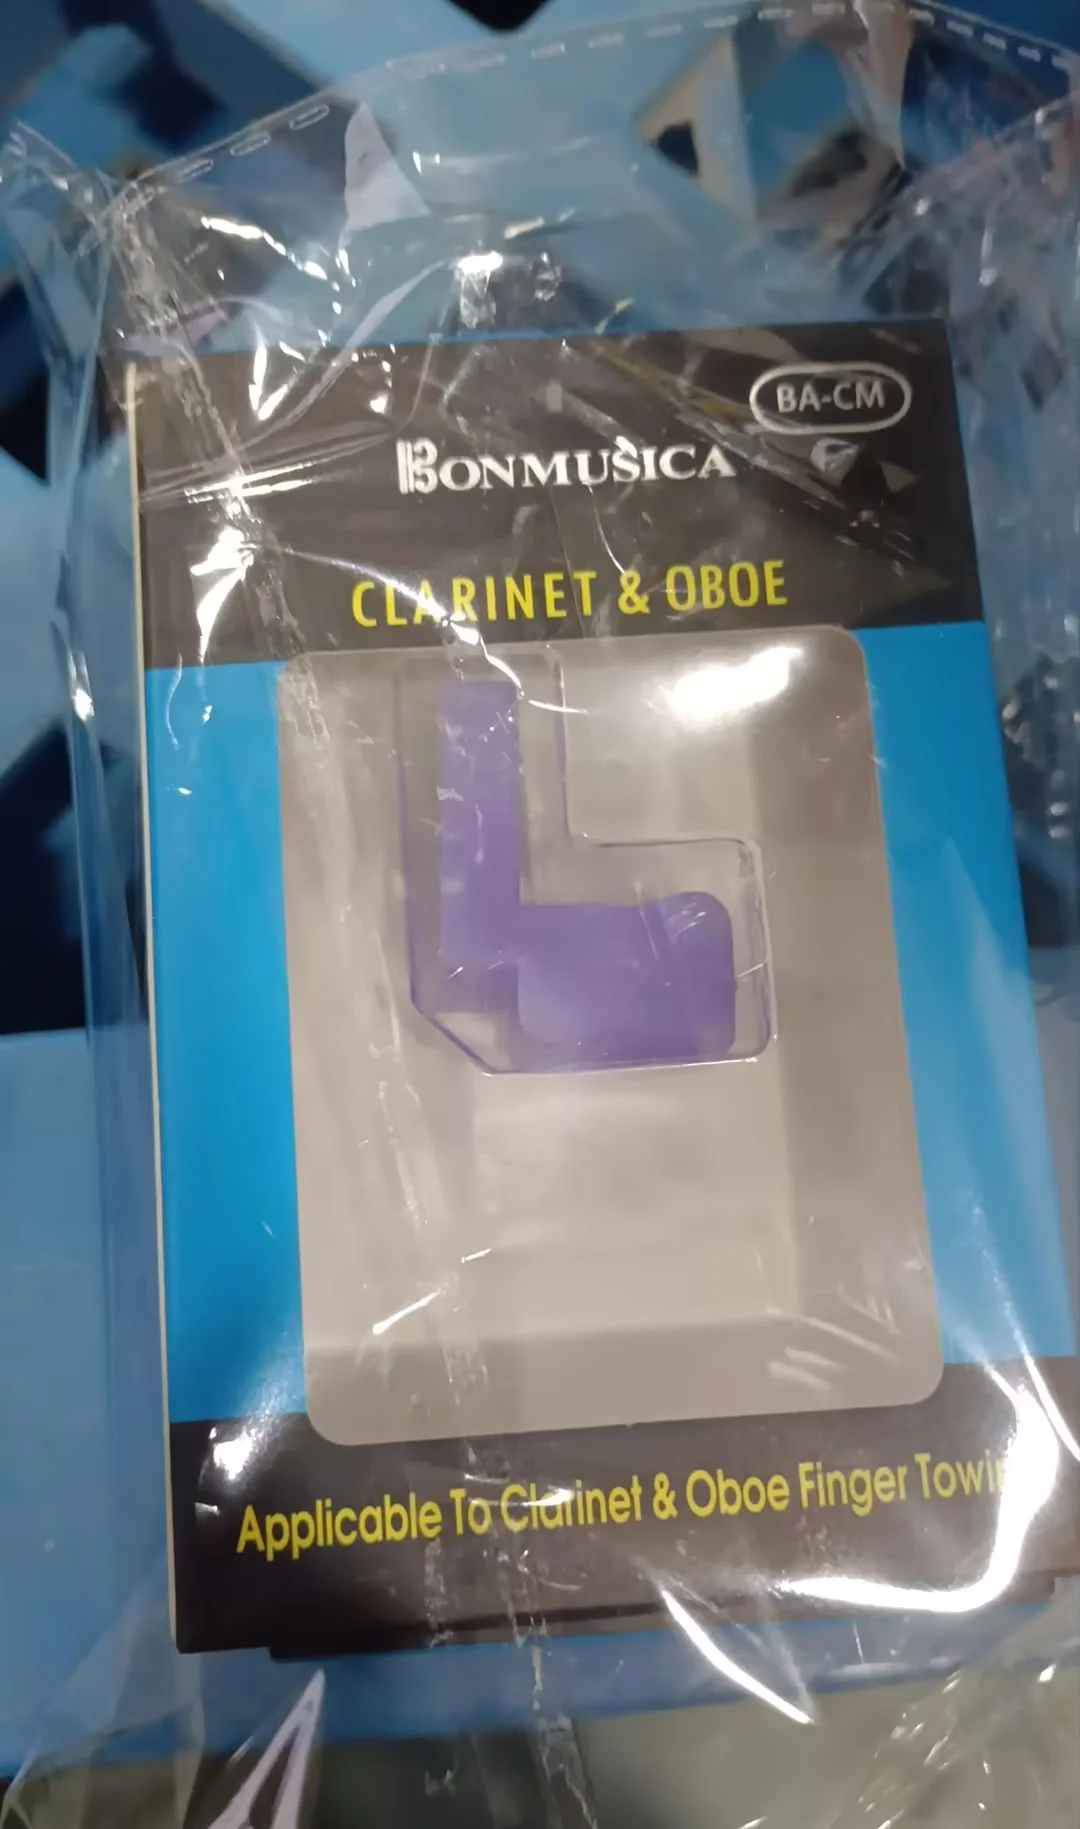 BA-CM
BONMUSICA
CLARINET & OBOE
Applicable To Clarinet & Oboe Finger